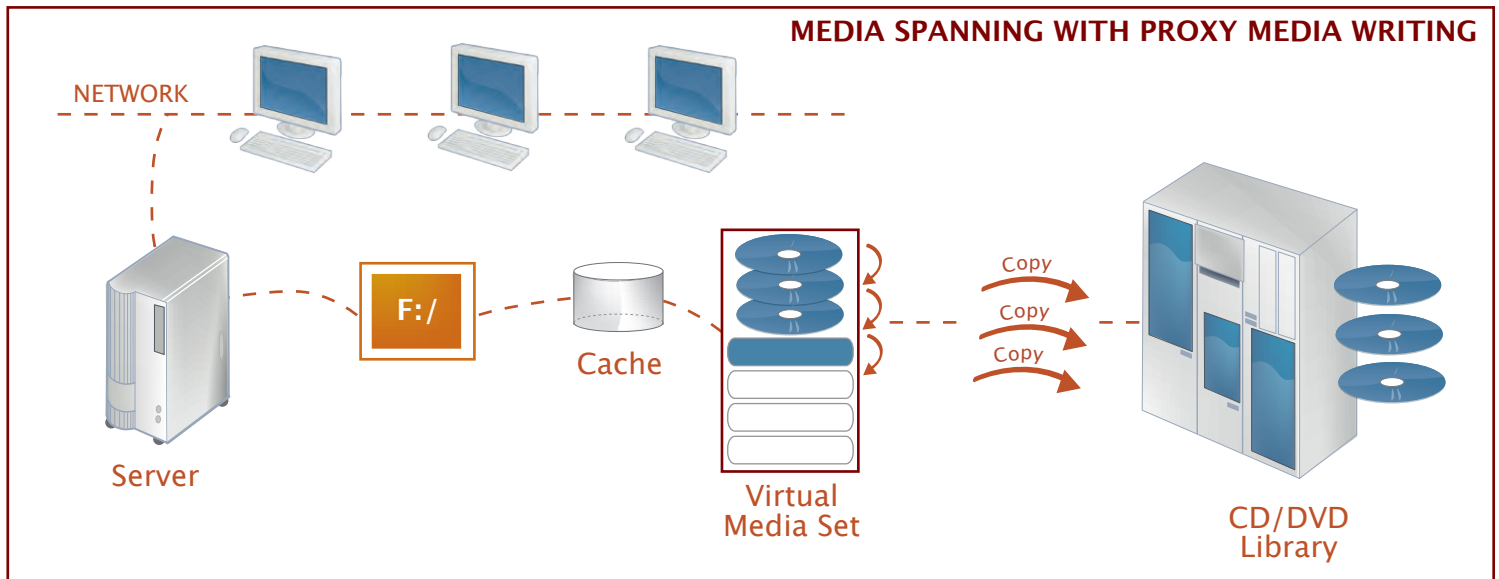 MEDIA SPANNING WITH PROXY MEDIA WRITING
NETWORK
F:/
Copy
Copy
Copy
Cache
Server
Virtual
Media Set
CD/DVD
Library